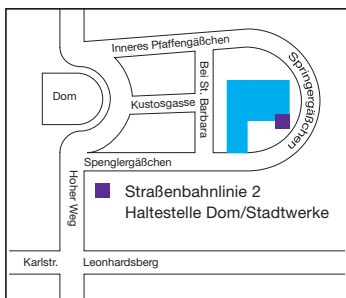 Inneres Pfaffengäßchen
Springergäßchen
Bei St. Barbara
Dom
Kustosgasse
Spenglergäßchen
Hoher Weg
Straßenbahnlinie 2
Haltestelle Dom/Stadtwerke
Karlstr. Leonhardsberg